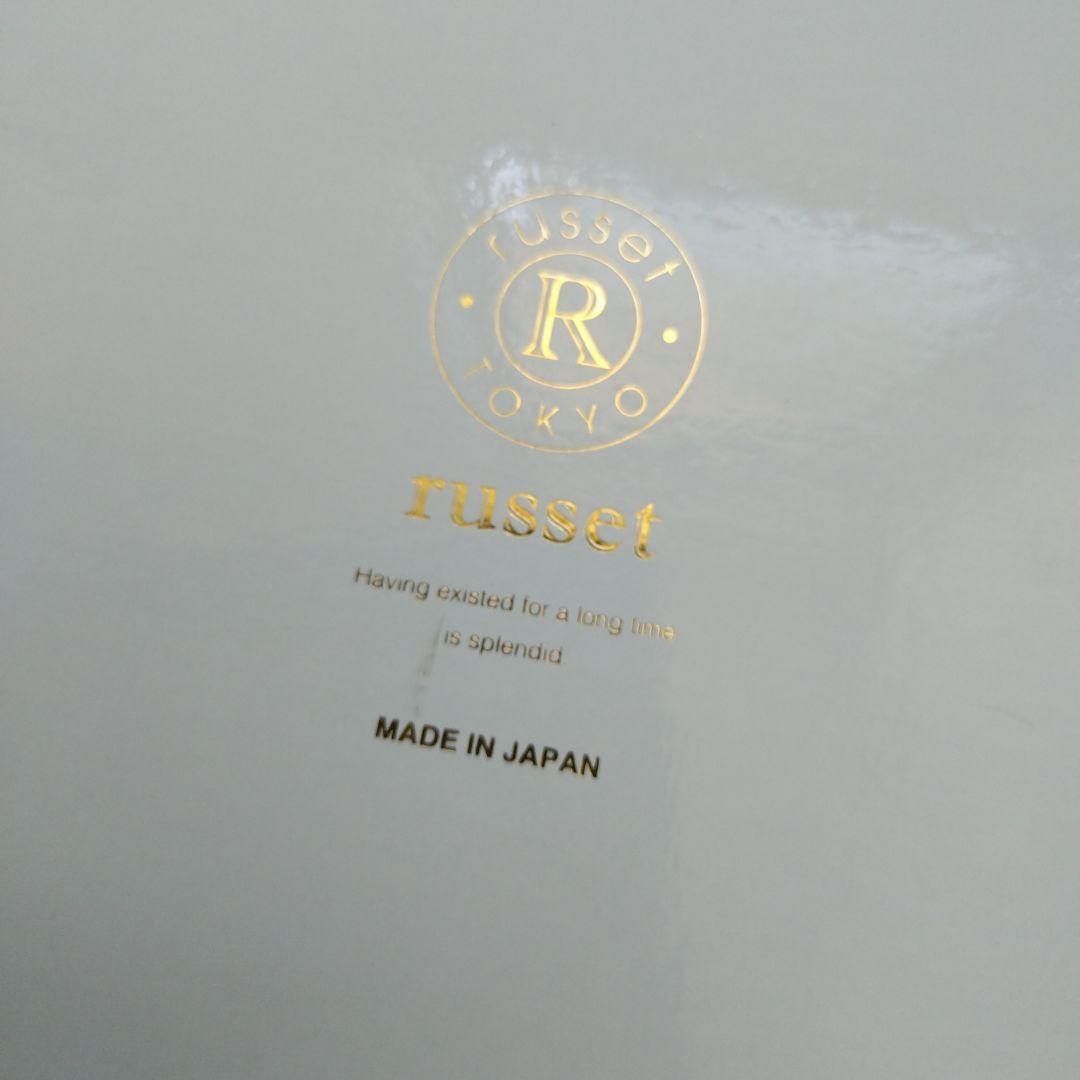 russet
R
TOKYO
russet
Having existed for a long time
is splendid.
MADE IN JAPAN